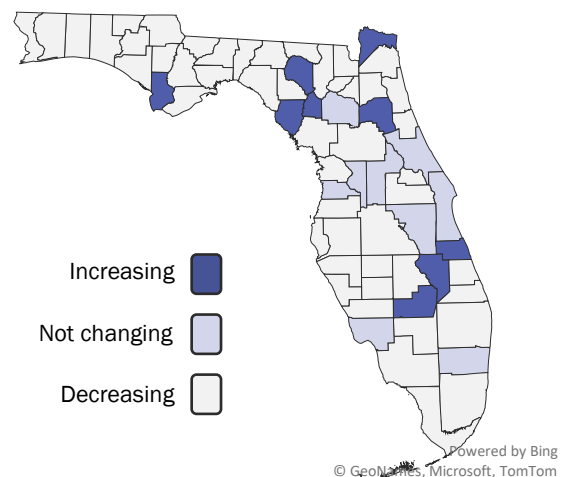 Increasing
Not changing
Decreasing
Powered by Bing
© GeoNames, Microsoft, TomTom